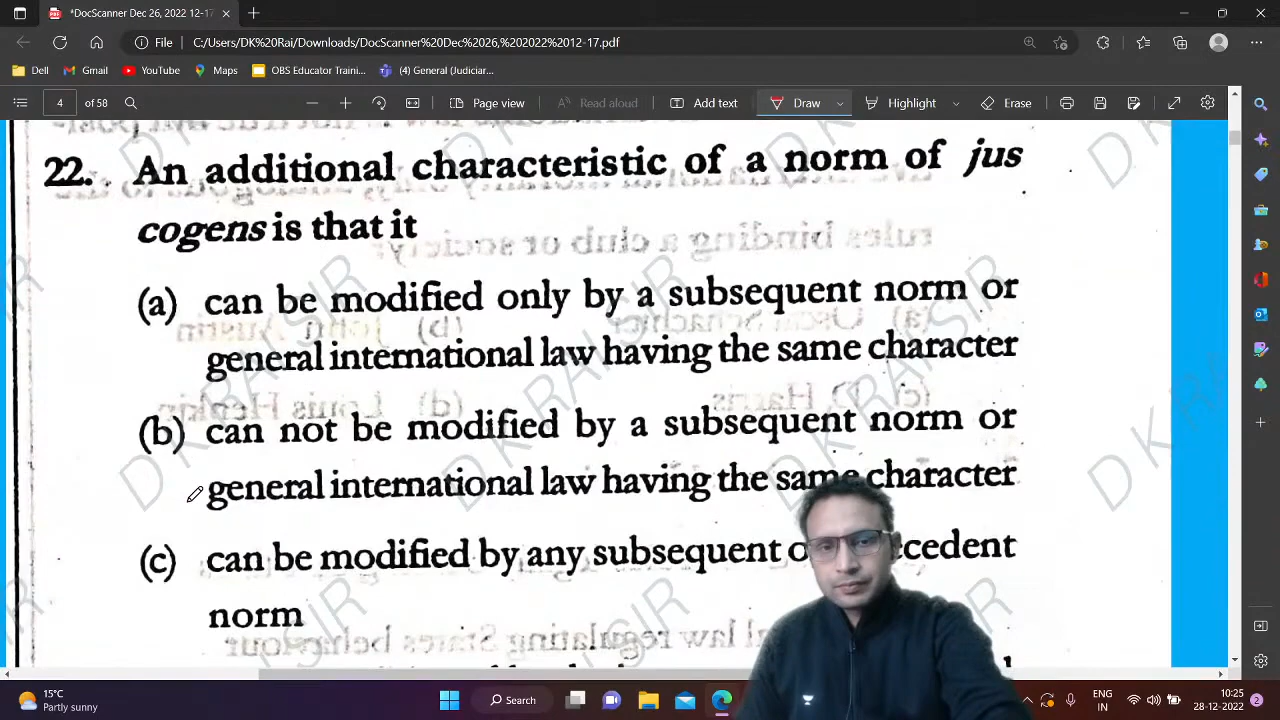 *DocScanner Dec 26, 2022 12-17
File
C:/Users/DK%20Rai/Downloads/DocScanner%20Dec%2026,%202022%2012-17.pdf
Dell
Gmail
YouTube
Maps
OBS Educator Traini...
(4) General (Judiciar...
4 of 58
Page view
Read aloud
Add text
Draw
Highlight
Erase
22. An additional characteristic of a norm of jus
cogens is that it
(a) can be modified only by a subsequent norm or
general international law having the same character
(b) can not be modified by a subsequent norm or
general international law having the same character
(c) can be modified by any subsequent
norm
D K RAI SIR
15°C
Partly sunny
Search
ENG
IN
10:25
28-12-2022
2